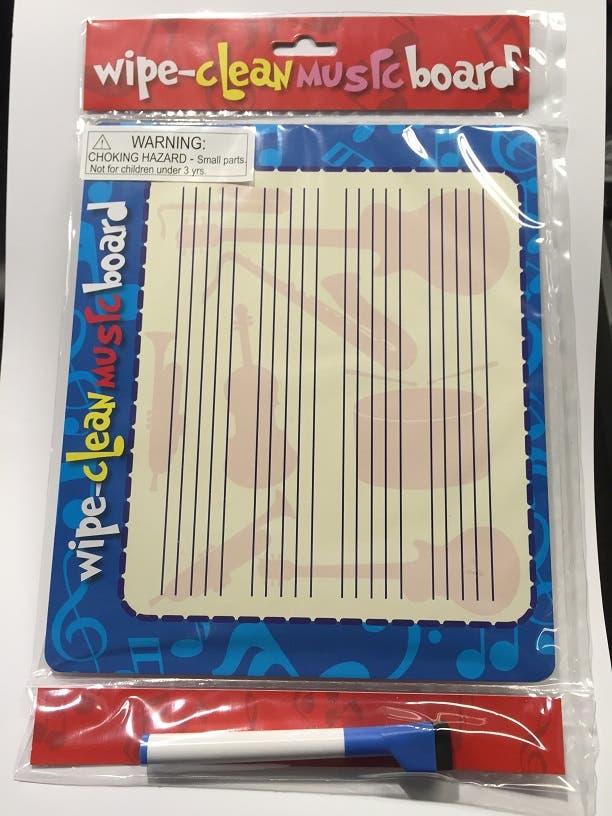 wipe-clean music board
WARNING:
CHOKING HAZARD - Small parts.
Not for children under 3 yrs.
wipe-clean music board